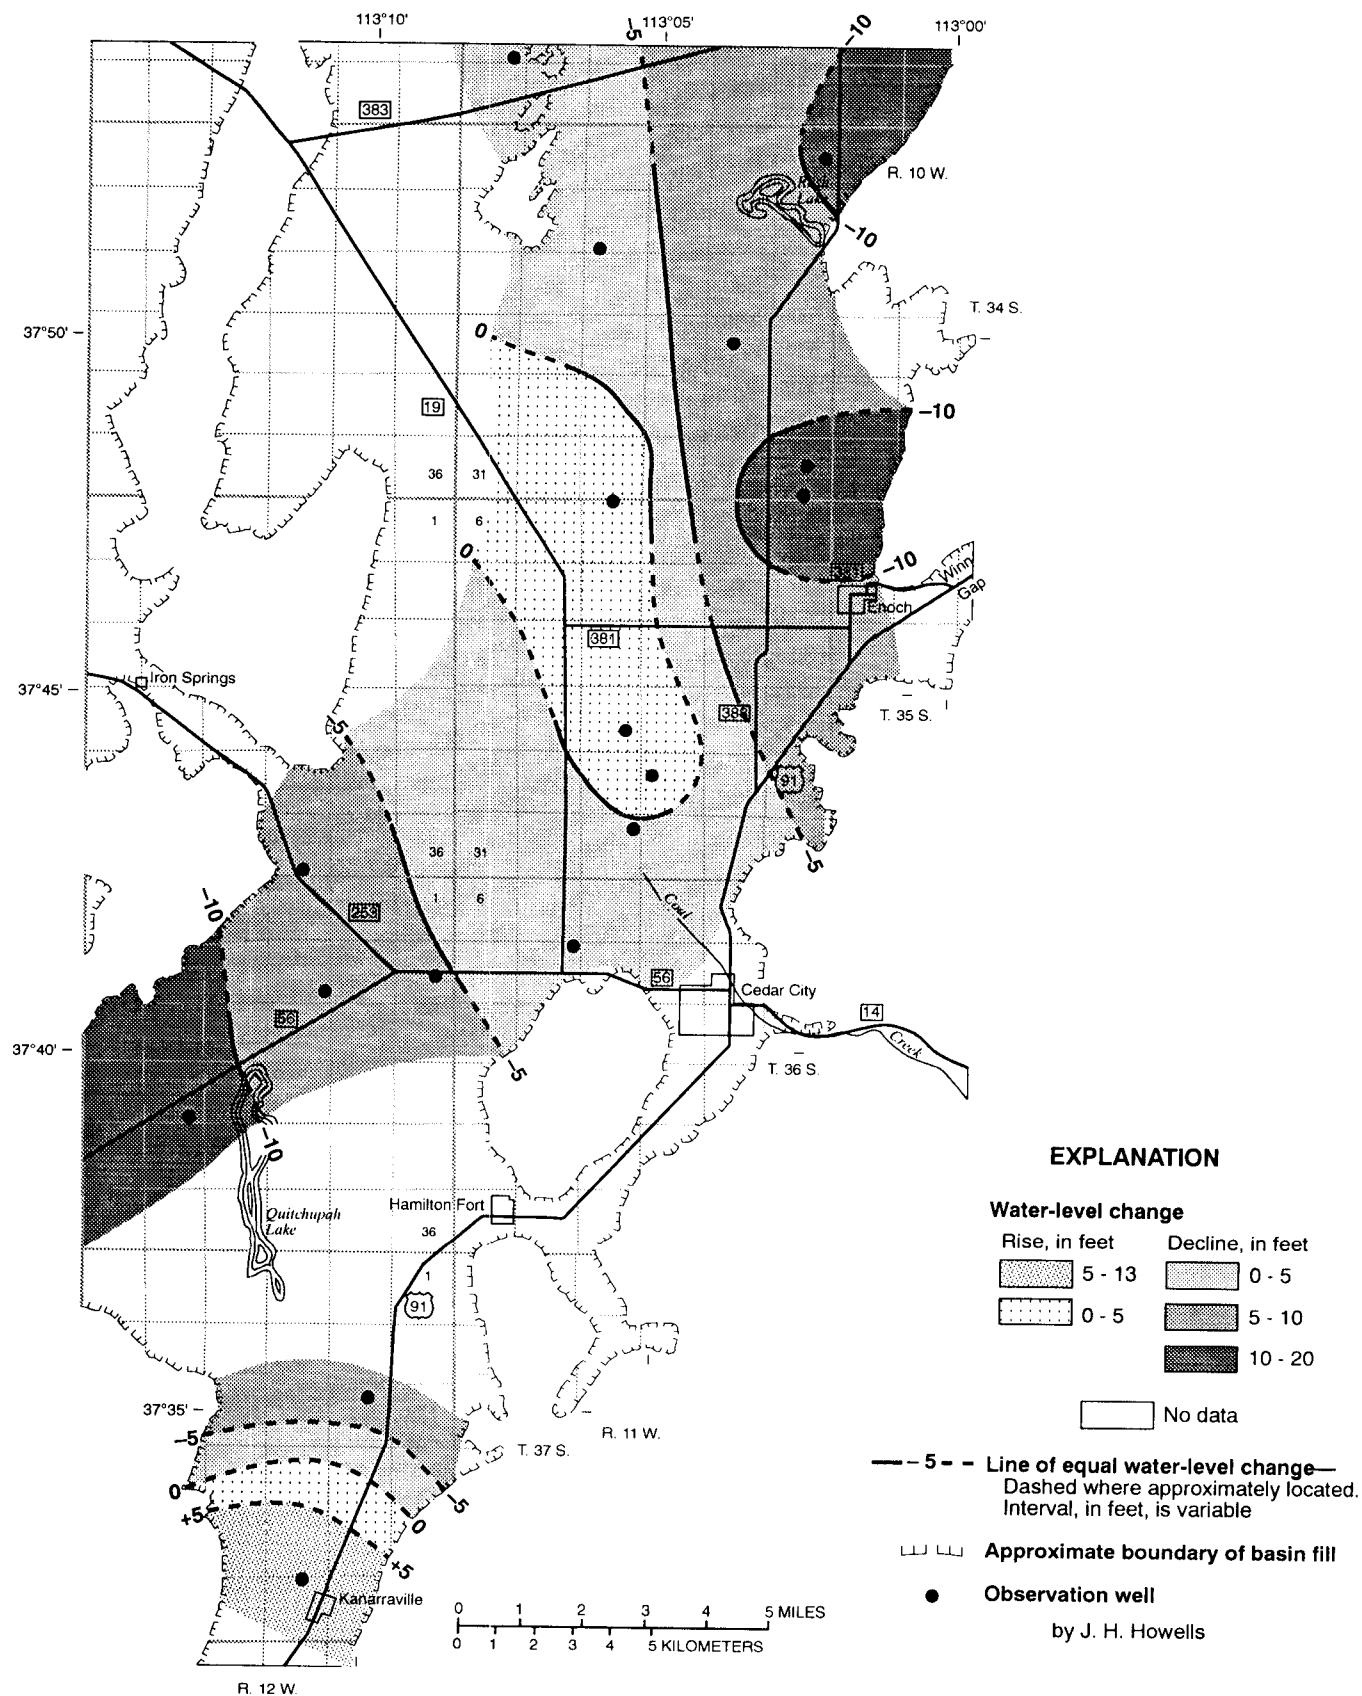 113°10'
–5
113°05'
–10
113°00'
383
R. 10 W.
Rush
Lake
–10
T. 34 S.
37°50'
0
19
–10
36
31
1
6
0
–10
Winn
Gap
Enoch
381
Iron Springs
37°45'
388
T. 35 S.
–5
91
36
31
–5
–10
253
1
6
Coal
56
Cedar City
56
14
Creek
37°40'
–5
T. 36 S.
–10
EXPLANATION
Water-level change
Rise, in feet
Decline, in feet
5 - 13
0 - 5
0 - 5
5 - 10
10 - 20
Hamilton Fort
36
Quitchupah
Lake
1
91
37°35'
No data
–5
T. 37 S.
R. 11 W.
– 5 –
Line of equal water-level change—
Dashed where approximately located.
Interval, in feet, is variable
0
–5
+5
0
+5
Approximate boundary of basin fill
Kanarraville
Observation well
by J. H. Howells
0 1 2 3 4 5 MILES
0 1 2 3 4 5 KILOMETERS
R. 12 W.